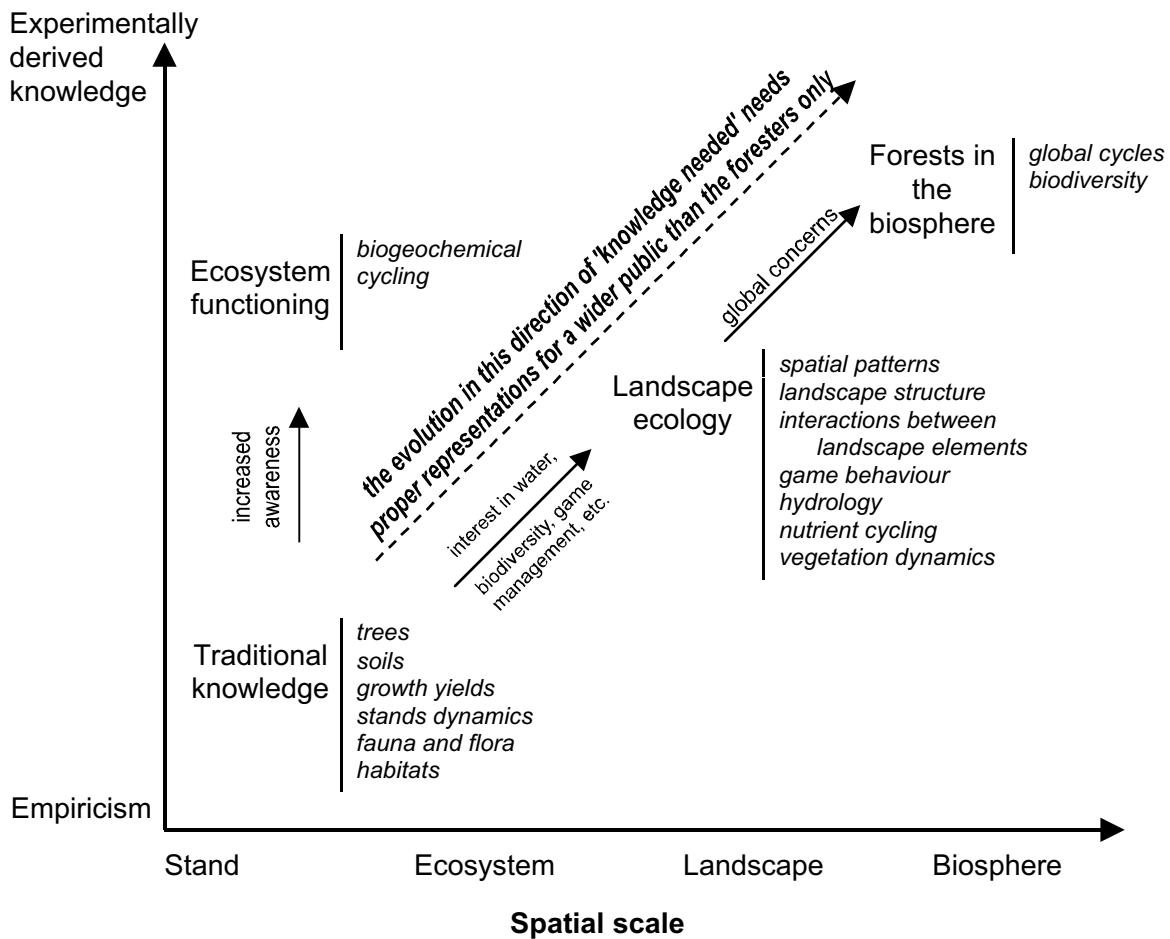 Experimentally
derived
knowledge
the evolution in this direction of 'knowledge needed' needs
proper representations for a wider public than the foresters only
Forests in
the
biosphere
global cycles
biodiversity
global concerns
Ecosystem
functioning
biogeochemical
cycling
Landscape
ecology
spatial patterns
landscape structure
interactions between
landscape elements
game behaviour
hydrology
nutrient cycling
vegetation dynamics
increased
awareness
interest in water,
biodiversity, game
management, etc.
Traditional
knowledge
trees
soils
growth yields
stands dynamics
fauna and flora
habitats
Empiricism
Stand
Ecosystem
Landscape
Biosphere
Spatial scale